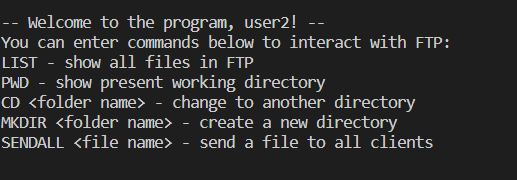 -- Welcome to the program, user2! --
You can enter commands below to interact with FTP:
LIST - show all files in FTP
PWD - show present working directory
CD <folder name> - change to another directory
MKDIR <folder name> - create a new directory
SENDALL <file name> - send a file to all clients